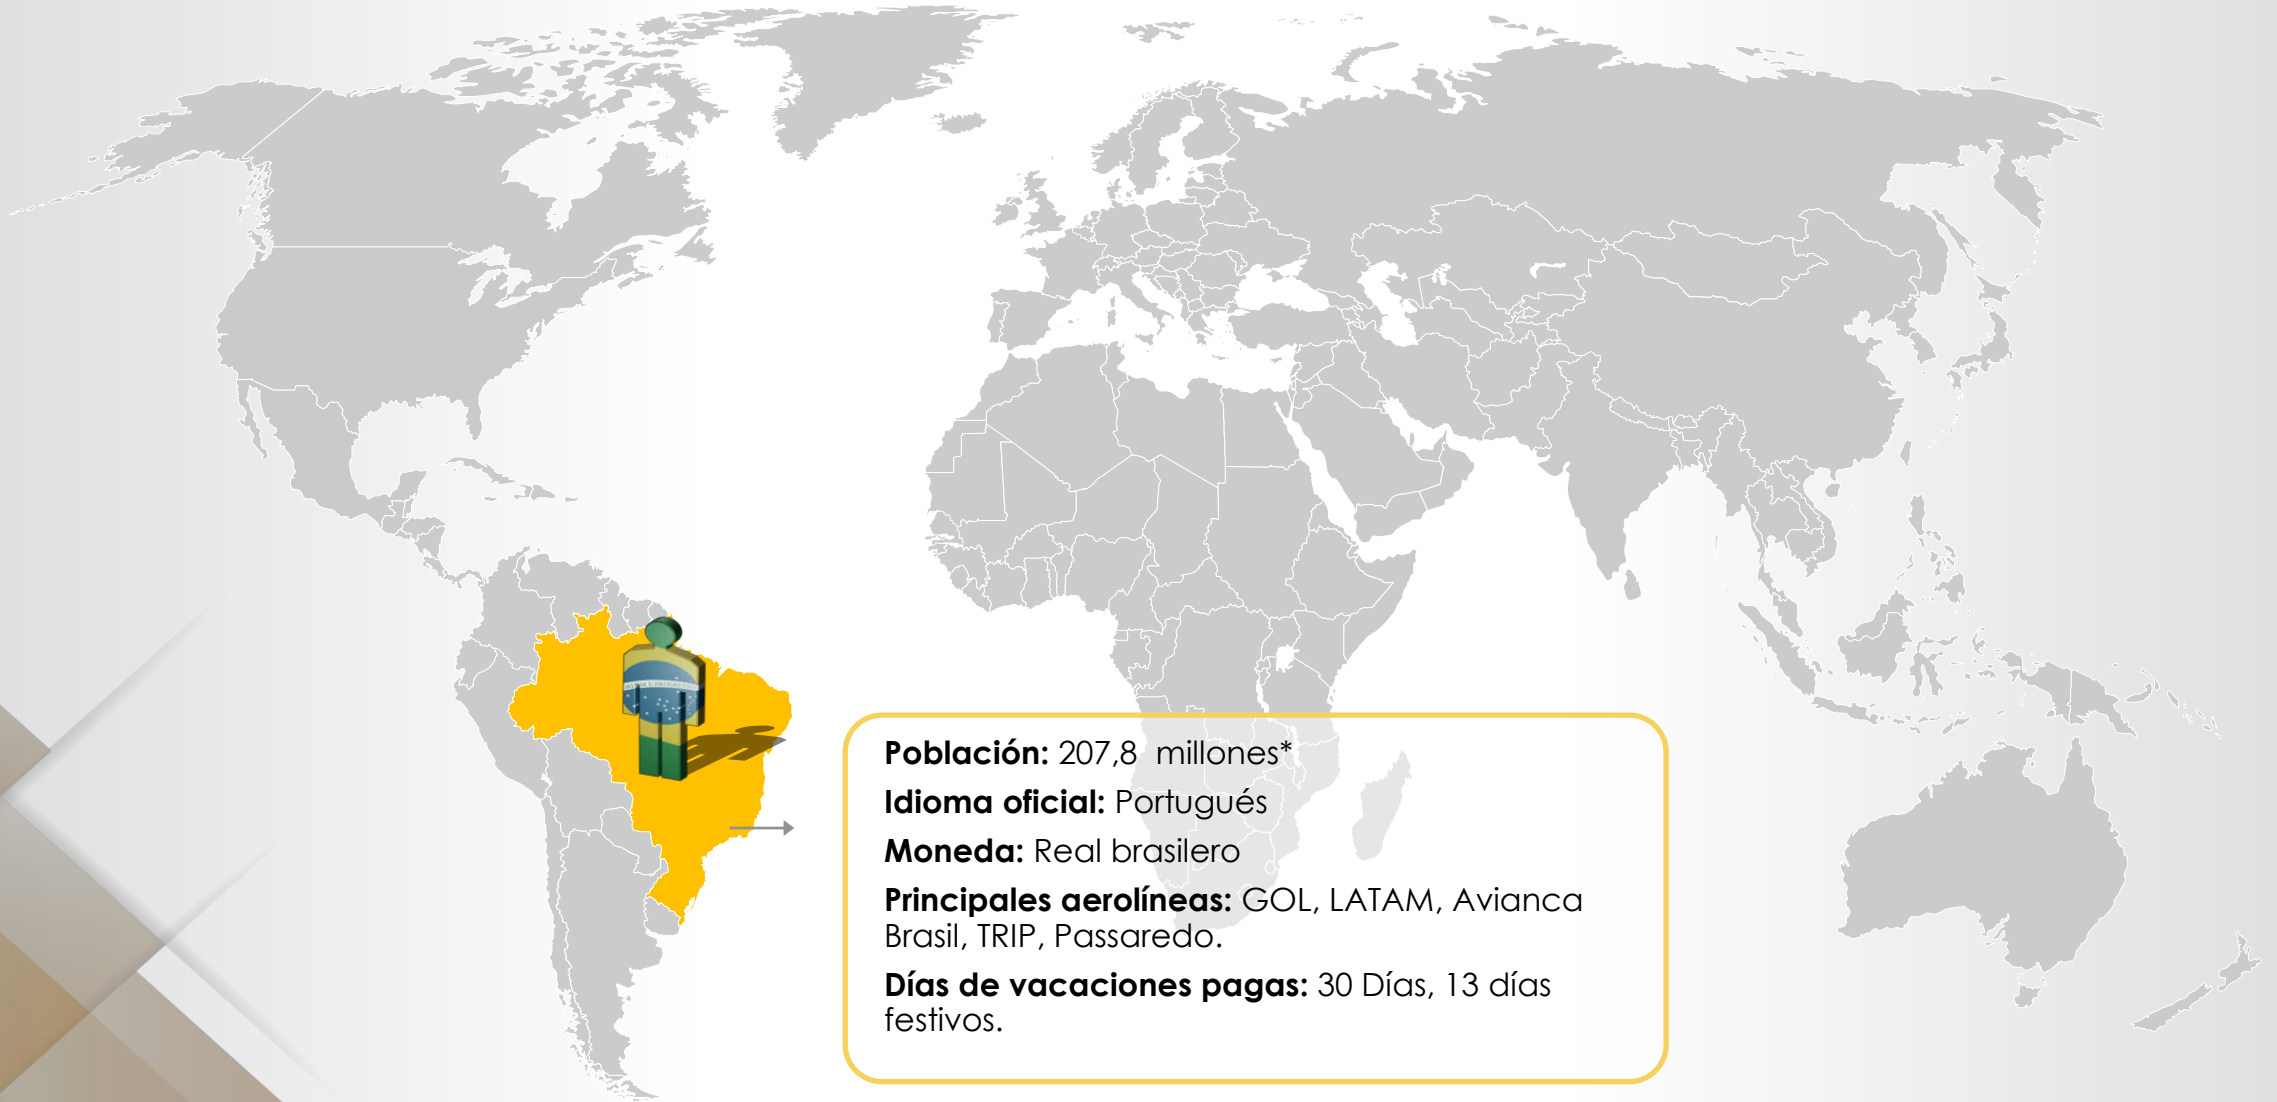 Población: 207,8 millones*
Idioma oficial: Portugués
Moneda: Real brasilero
Principales aerolíneas: GOL, LATAM, Avianca
Brasil, TRIP, Passaredo.
Días de vacaciones pagas: 30 Días, 13 días
festivos.